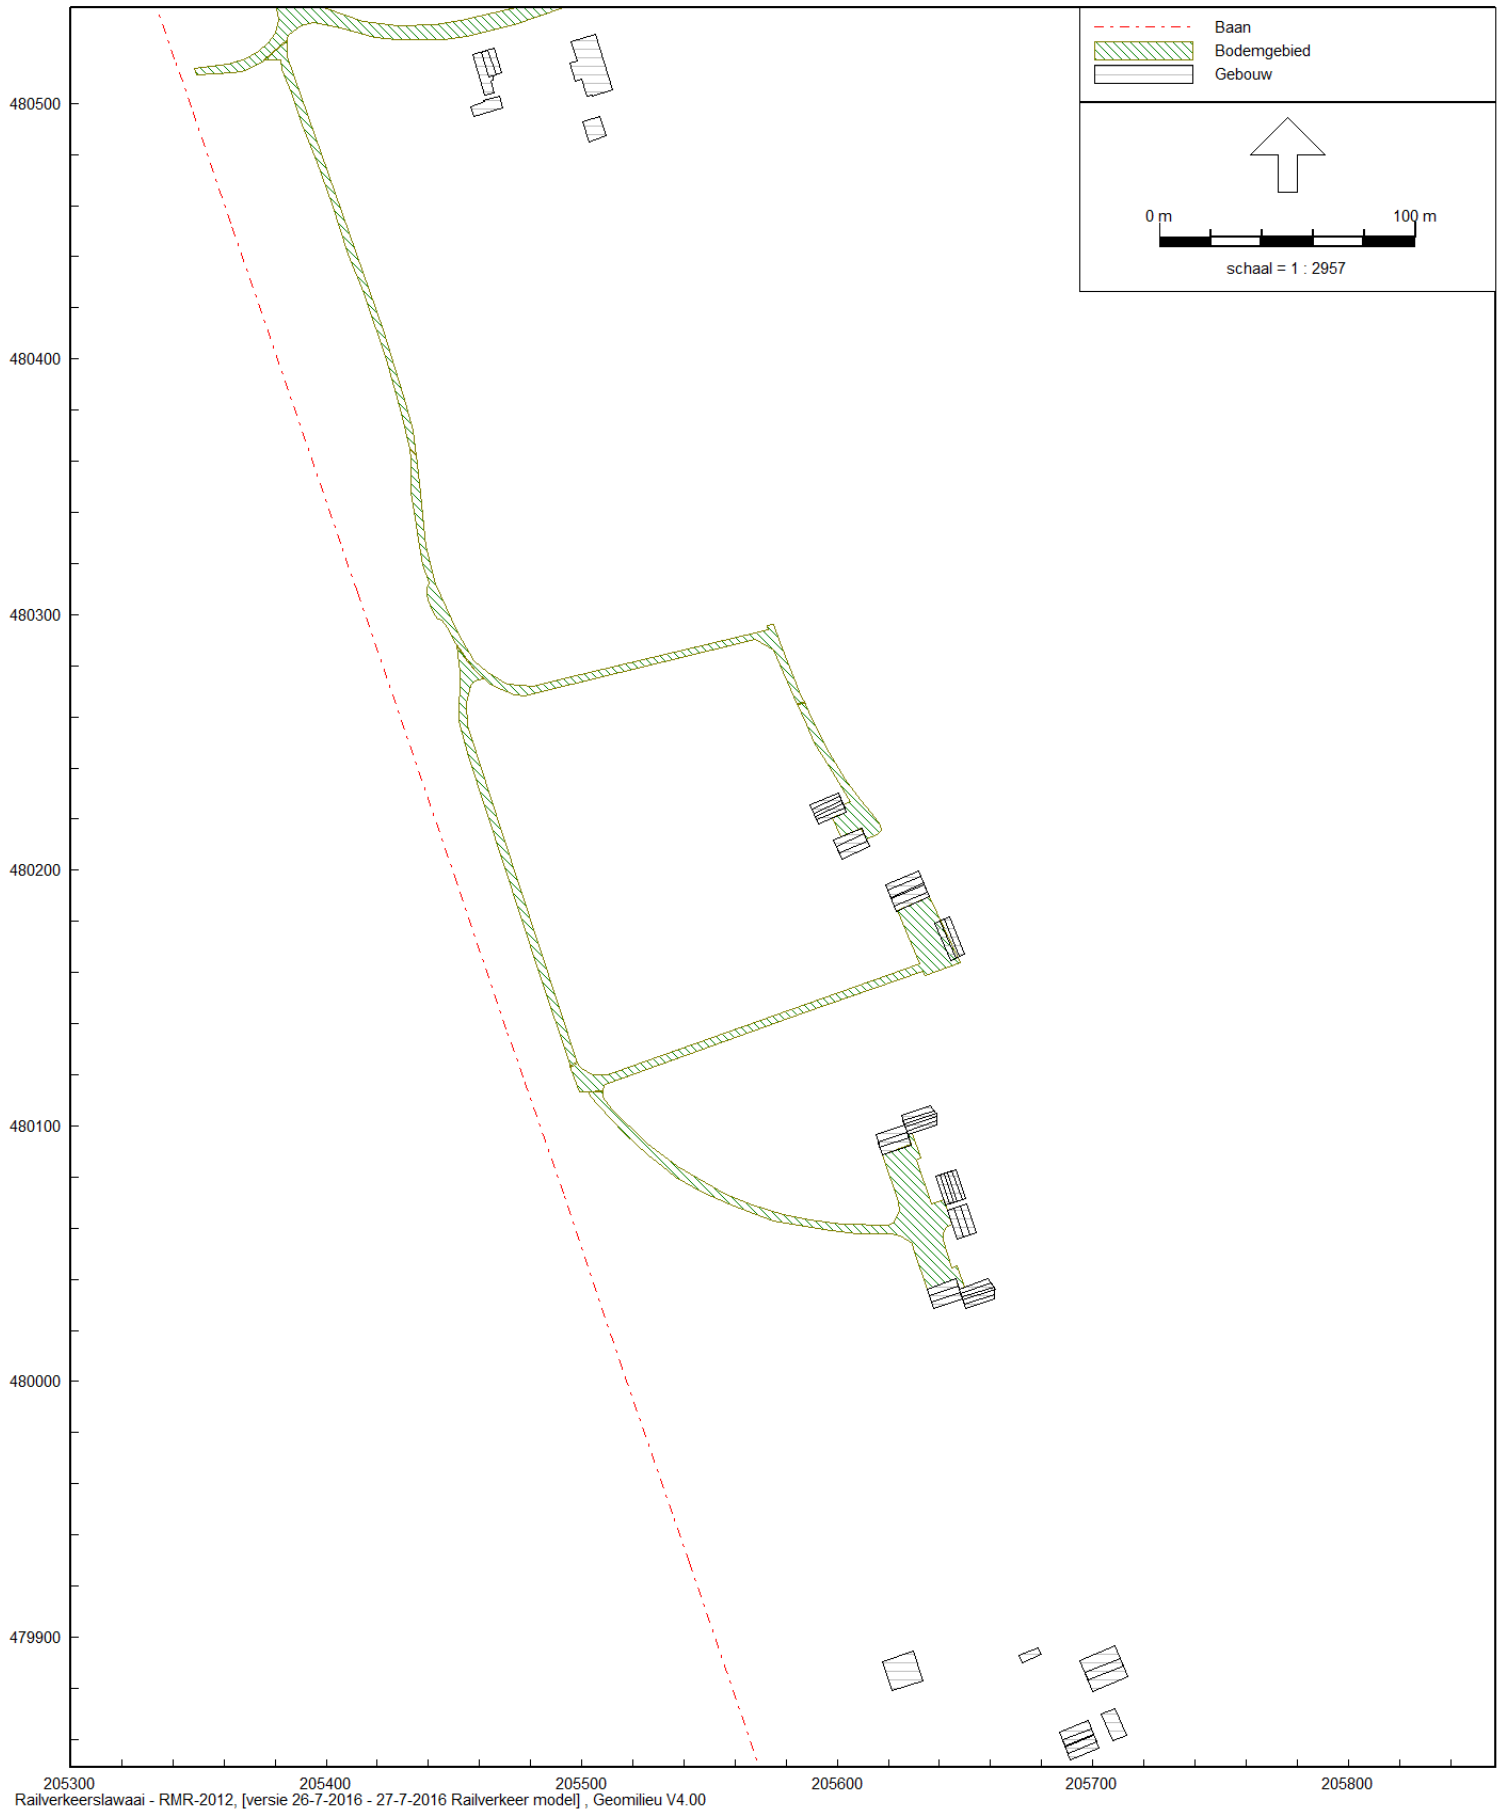 Baan
Bodemgebied
Gebouw
0 m 100 m
schaal = 1 : 2957
480500
480400
480300
480200
480100
480000
479900
205300 205400 205500 205600 205700 205800
Railverkeerslawaai - RMR-2012, [versie 26-7-2016 - 27-7-2016 Railverkeer model] , Geomilieu V4.00